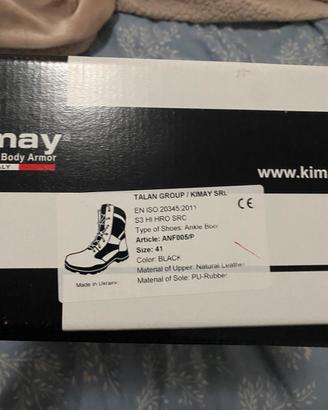 may®
Body Armor
ALY
www.kim
TALAN GROUP / KIMAY SRL
EN ISO 20345:2011
S3 HI HRO SRC
CE
Type of Shoes: Ankle Boot
Article: ANF005/P
Size: 41
Color: BLACK
Material of Upper: Natural Leather
Material of Sole: PU-Rubber
Made in Ukraine